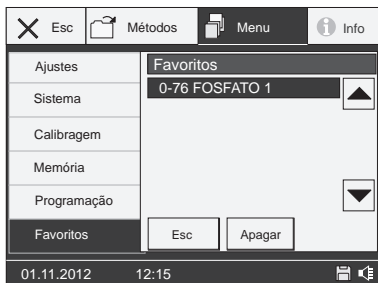 Esc Métodos Menu Info
Ajustes
Sistema
Calibragem
Memória
Programação
Favoritos
Favoritos
0-76 FOSFATO 1
Esc Apagar
01.11.2012 12:15